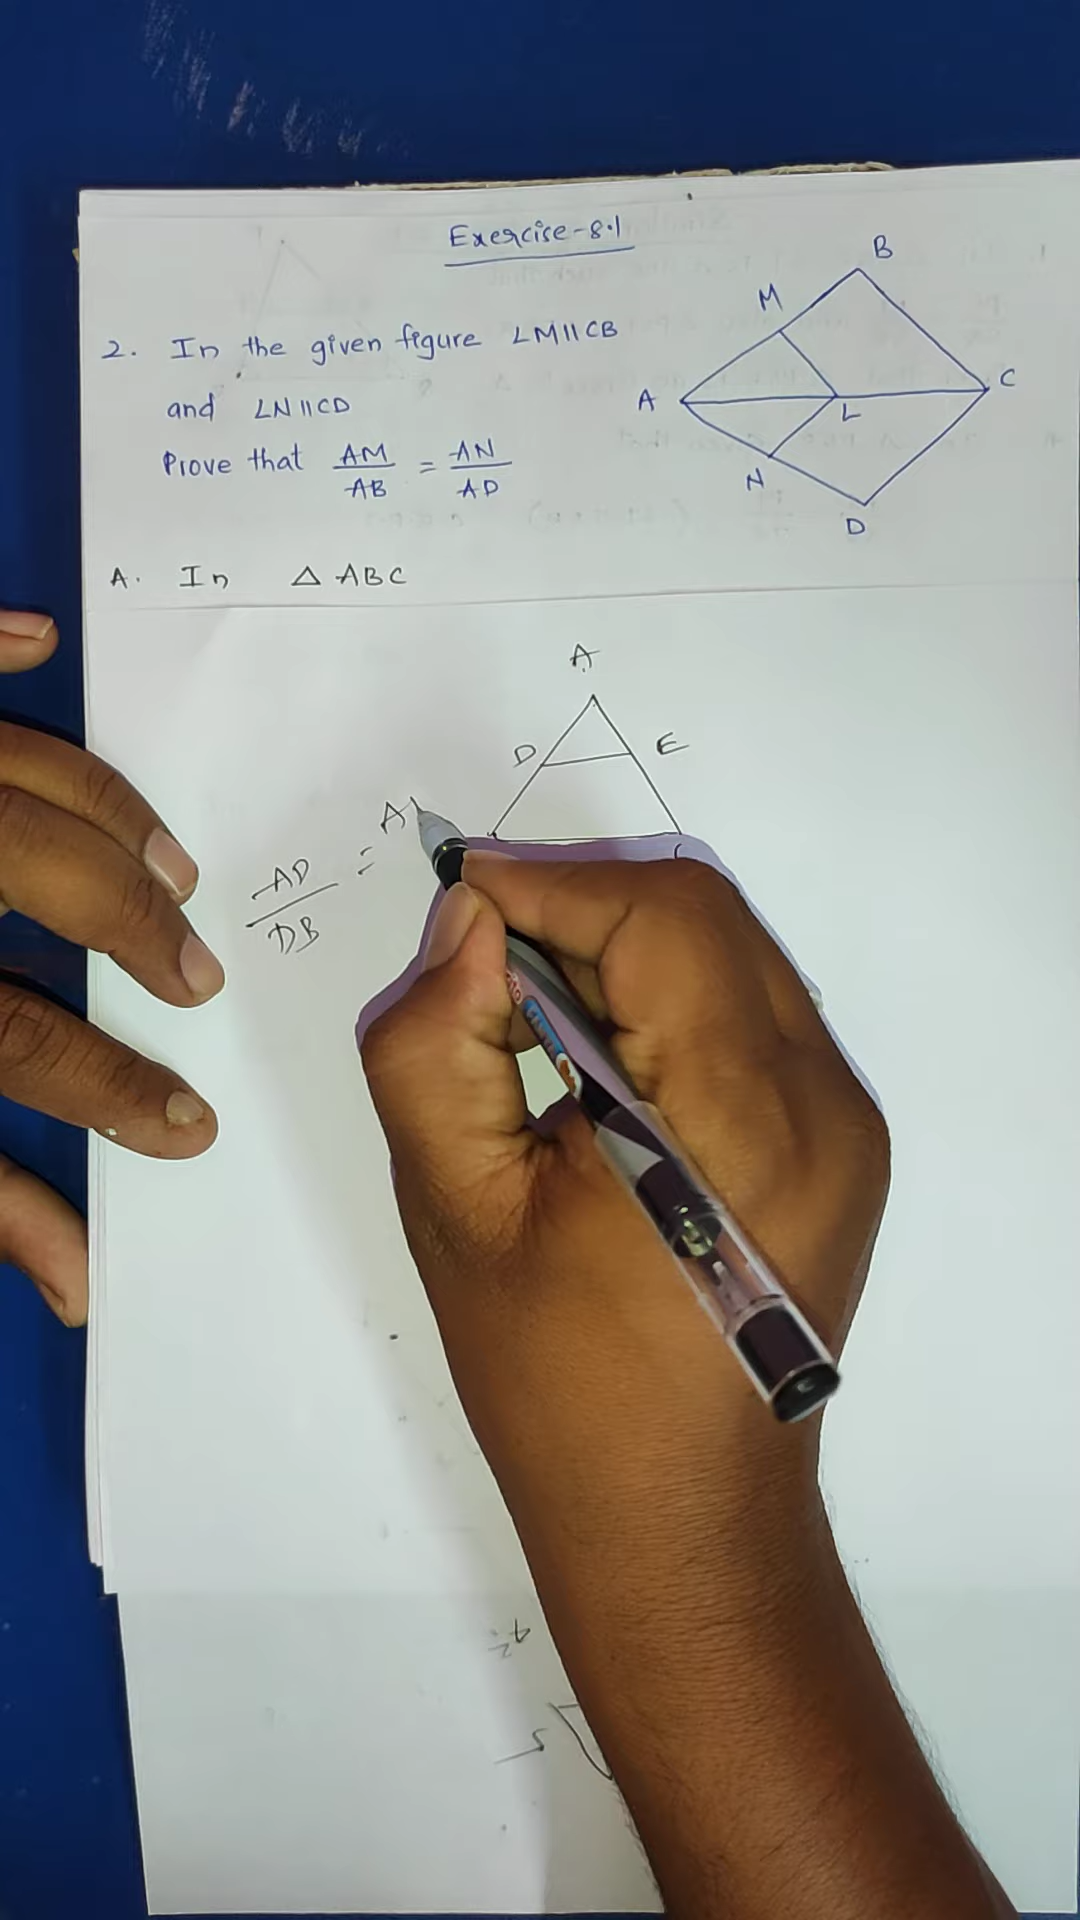 Exercise-8.1
2. In the given figure LM||CB
and LN||CD
Prove that AM/AB = AN/AD
B
M
A
C
L
N
D
A. In △ ABC
A
D
E
AD/DB = A